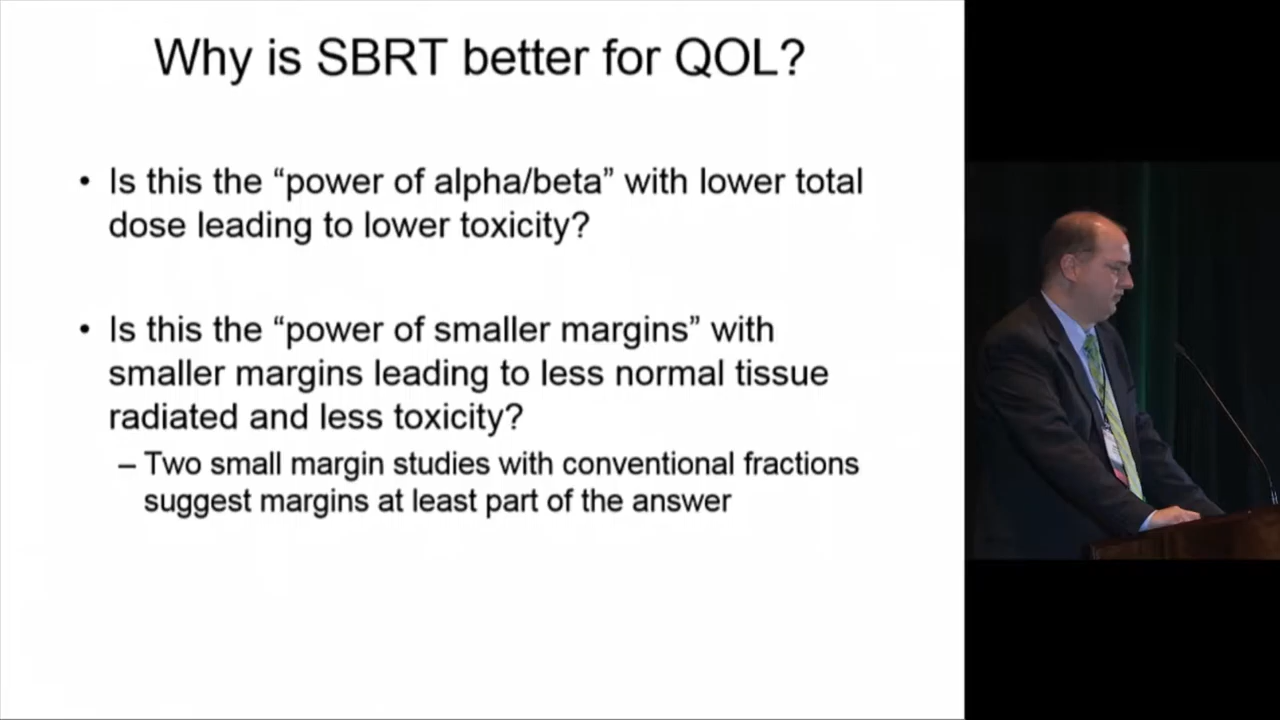 Why is SBRT better for QOL?
• Is this the “power of alpha/beta” with lower total
dose leading to lower toxicity?
• Is this the “power of smaller margins” with
smaller margins leading to less normal tissue
radiated and less toxicity?
– Two small margin studies with conventional fractions
suggest margins at least part of the answer